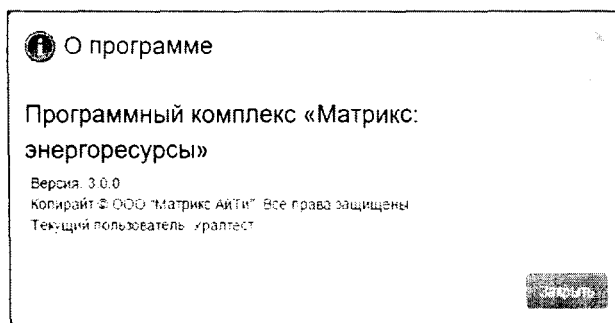 О программе
Программный комплекс «Матрикс:
энергоресурсы»
Версия: 3.0.0
Копирайт © ООО "Матрикс АйТи". Все права защищены
Текущий пользователь: Уралтест
Закрыть